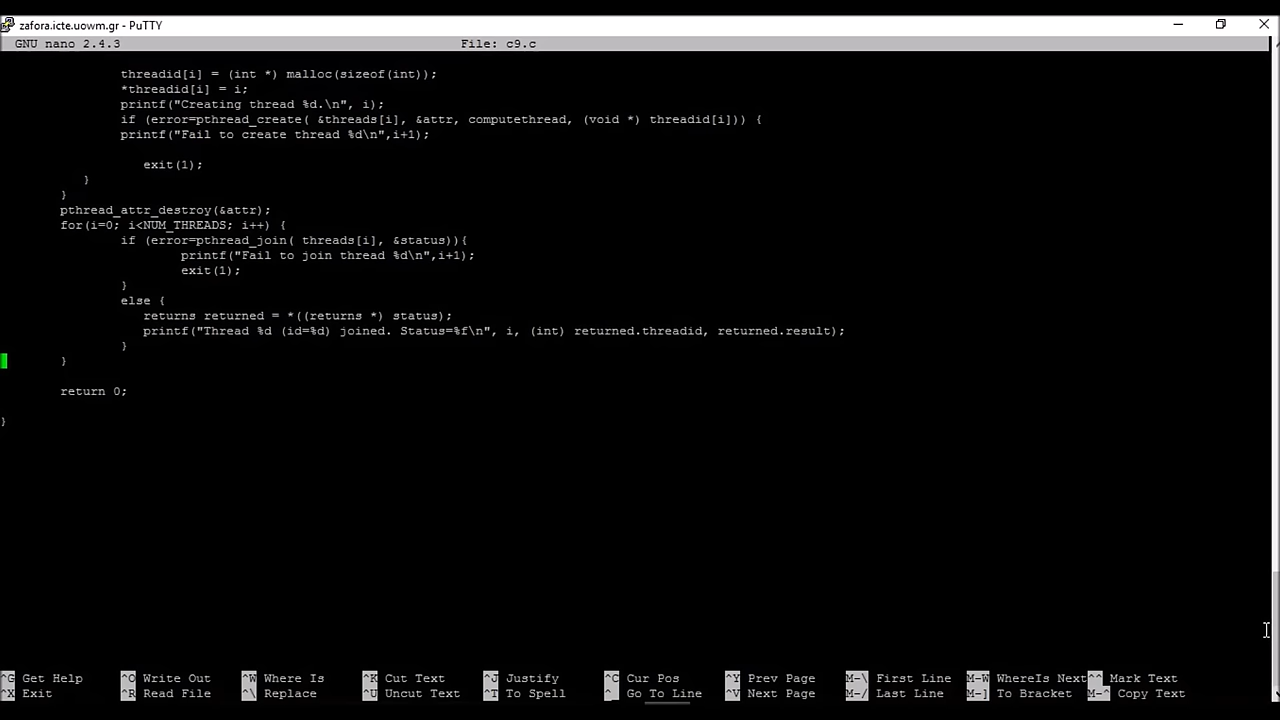 zafora.icte.uowm.gr - PuTTY
GNU nano 2.4.3 File: c9.c
threadid[i] = (int *) malloc(sizeof(int));
*threadid[i] = i;
printf("Creating thread %d.\n", i);
if (error=pthread_create( &threads[i], &attr, computethread, (void *) threadid[i])) {
printf("Fail to create thread %d\n",i+1);
exit(1);
}
}
pthread_attr_destroy(&attr);
for(i=0; i<NUM_THREADS; i++) {
if (error=pthread_join( threads[i], &status)){
printf("Fail to join thread %d\n",i+1);
exit(1);
}
else {
returns returned = *((returns *) status);
printf("Thread %d (id=%d) joined. Status=%f\n", i, (int) returned.threadid, returned.result);
}
}
return 0;
}
^G Get Help ^O Write Out ^W Where Is ^K Cut Text ^J Justify ^C Cur Pos ^Y Prev Page M-\ First Line M-W WhereIs Next ^^ Mark Text
^X Exit ^R Read File ^\ Replace ^U Uncut Text ^T To Spell ^_ Go To Line ^V Next Page M-/ Last Line M-] To Bracket M-^ Copy Text